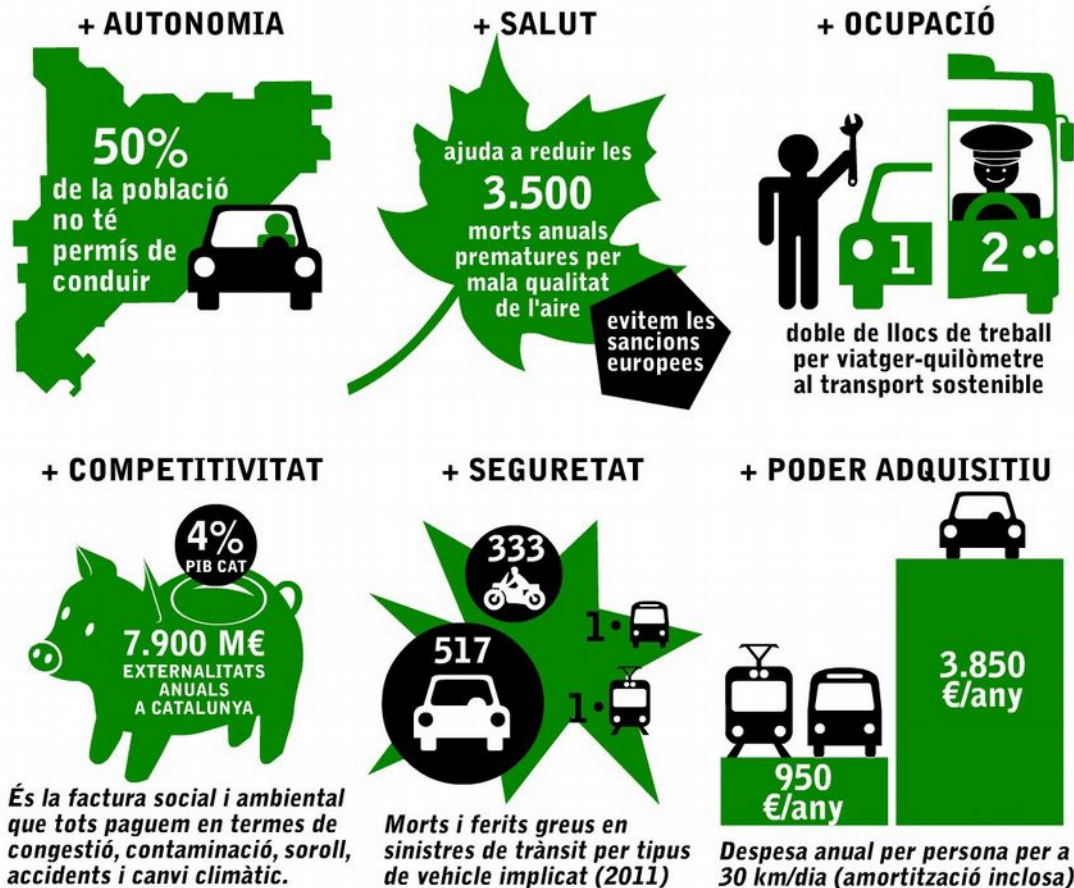 + AUTONOMIA
50%
de la població
no té
permís de
conduir
+ SALUT
ajuda a reduir les
3.500
morts anuals
prematures per
mala qualitat
de l'aire
evitem les
sancions
europees
+ OCUPACIÓ
1
2
doble de llocs de treball
per viatger-quilòmetre
al transport sostenible
+ COMPETITIVITAT
4%
PIB CAT
7.900 M€
EXTERNALITATS
ANUALS
A CATALUNYA
És la factura social i ambiental
que tots paguem en termes de
congestió, contaminació, soroll,
accidents i canvi climàtic.
+ SEGURETAT
333
517
1
1
Morts i ferits greus en
sinistres de trànsit per tipus
de vehicle implicat (2011)
+ PODER ADQUISITIU
3.850
€/any
950
€/any
Despesa anual per persona per a
30 km/dia (amortització inclosa)